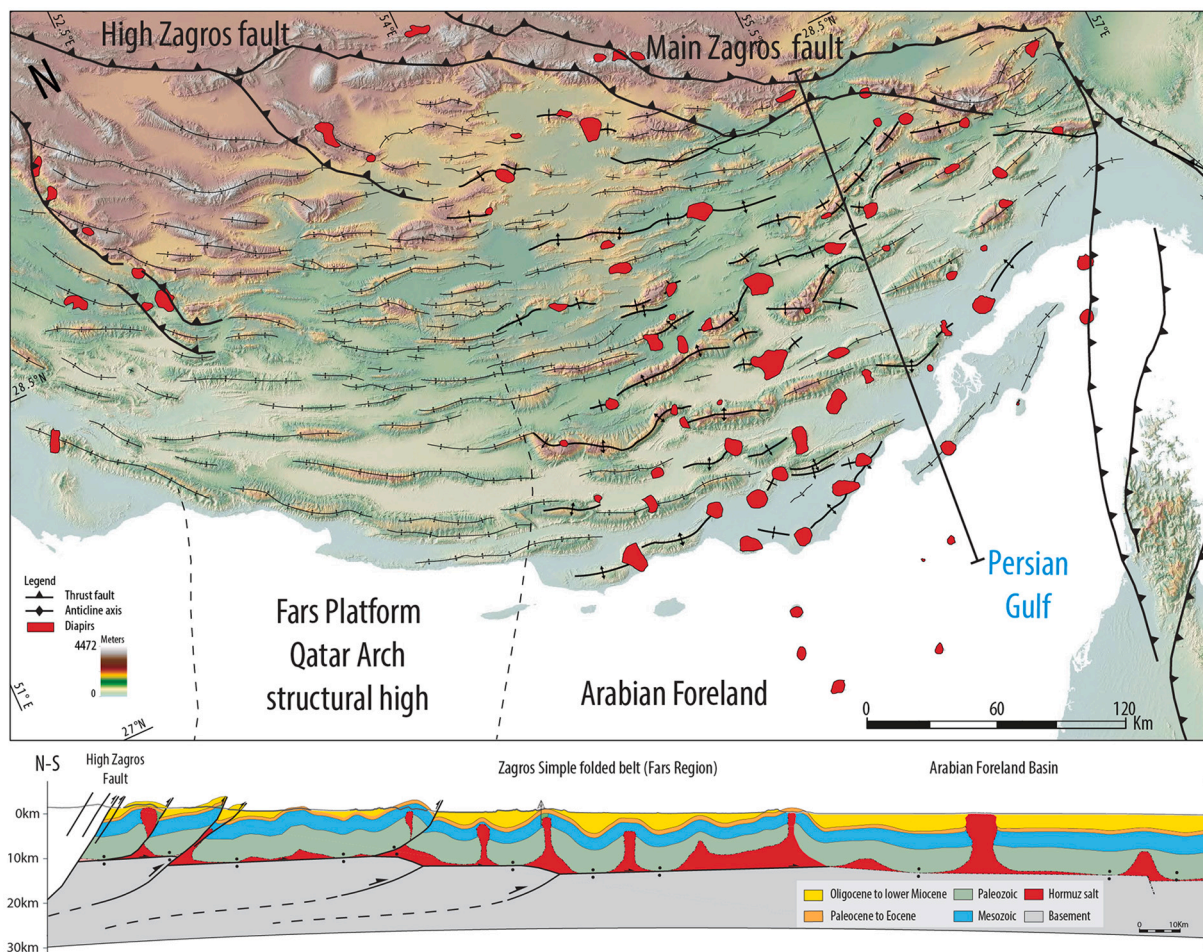 52.5°E
54°E
55.5°E
28.5°N
57°E
High Zagros fault
Main Zagros fault
N
28.5°N
Legend
Thrust fault
Anticline axis
Diapirs
4472 Meters
0
51°E
27°N
Fars Platform
Qatar Arch
structural high
Arabian Foreland
Persian
Gulf
0 60 120
Km
N-S
High Zagros
Fault
Zagros Simple folded belt (Fars Region)
Arabian Foreland Basin
0km
10km
20km
30km
Oligocene to lower Miocene
Paleozoic
Hormuz salt
Paleocene to Eocene
Mesozoic
Basement
0 10Km